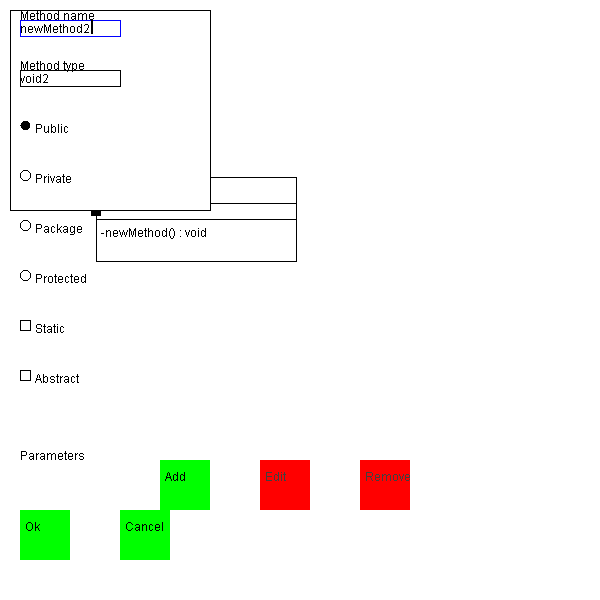 Method name
newMethod2
Method type
void2
Public
Private
Package
-newMethod() : void
Protected
Static
Abstract
Parameters
Add
Edit
Remove
Ok
Cancel